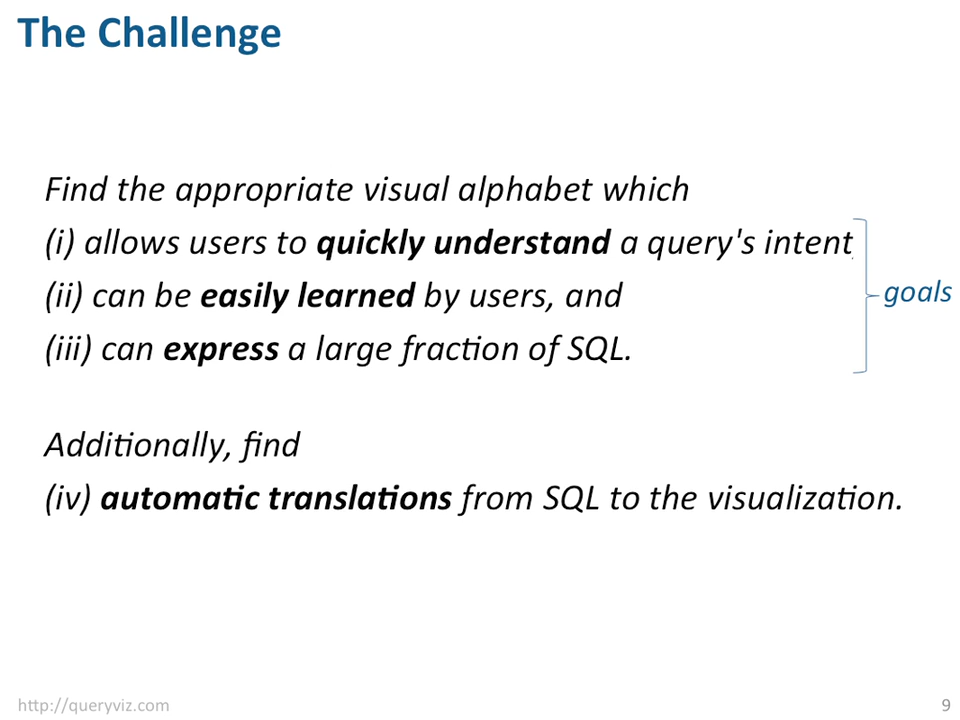 The Challenge
Find the appropriate visual alphabet which
(i) allows users to quickly understand a query's intent,
(ii) can be easily learned by users, and
(iii) can express a large fraction of SQL.
goals
Additionally, find
(iv) automatic translations from SQL to the visualization.
http://queryviz.com
9